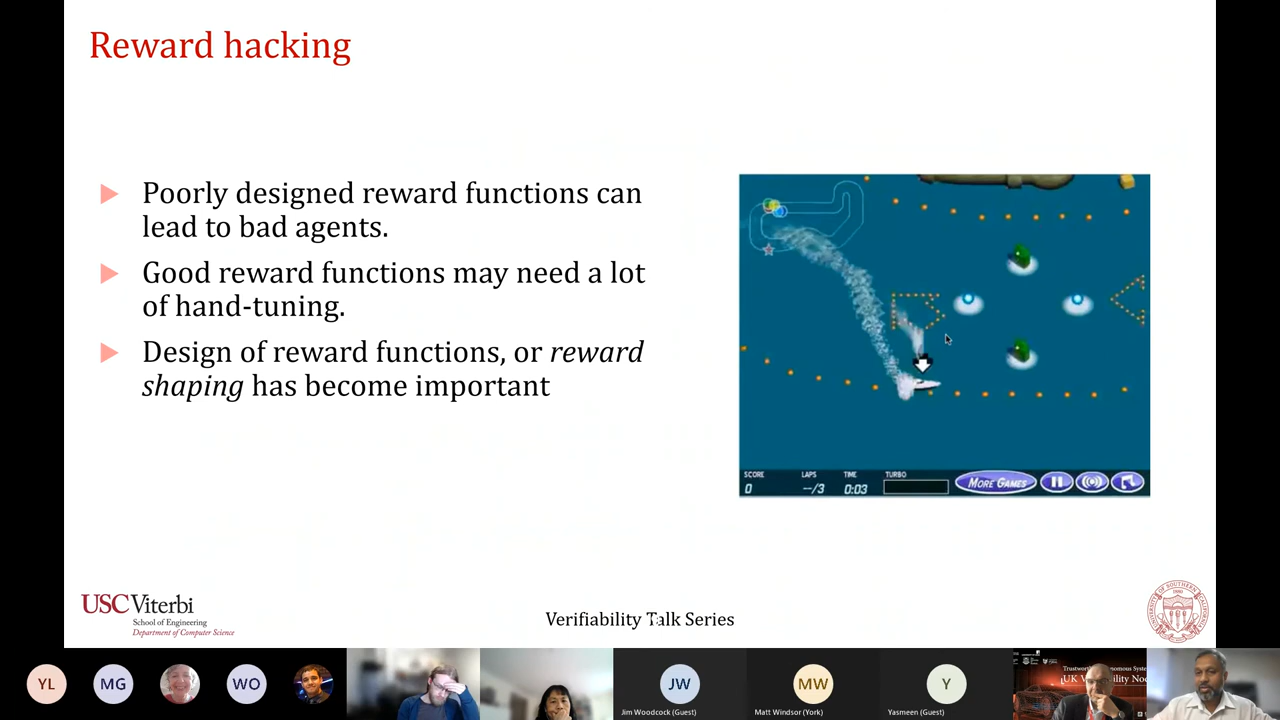 Reward hacking
Poorly designed reward functions can
lead to bad agents.
Good reward functions may need a lot
of hand-tuning.
Design of reward functions, or reward
shaping has become important
SCORE
0
LAPS
--/3
TIME
0:03
TURBO
MORE GAMES
USC Viterbi
School of Engineering
Department of Computer Science
Verifiability Talk Series
YL
MG
WO
JW
Jim Woodcock (Guest)
MW
Matt Windsor (York)
Y
Yasmeen (Guest)